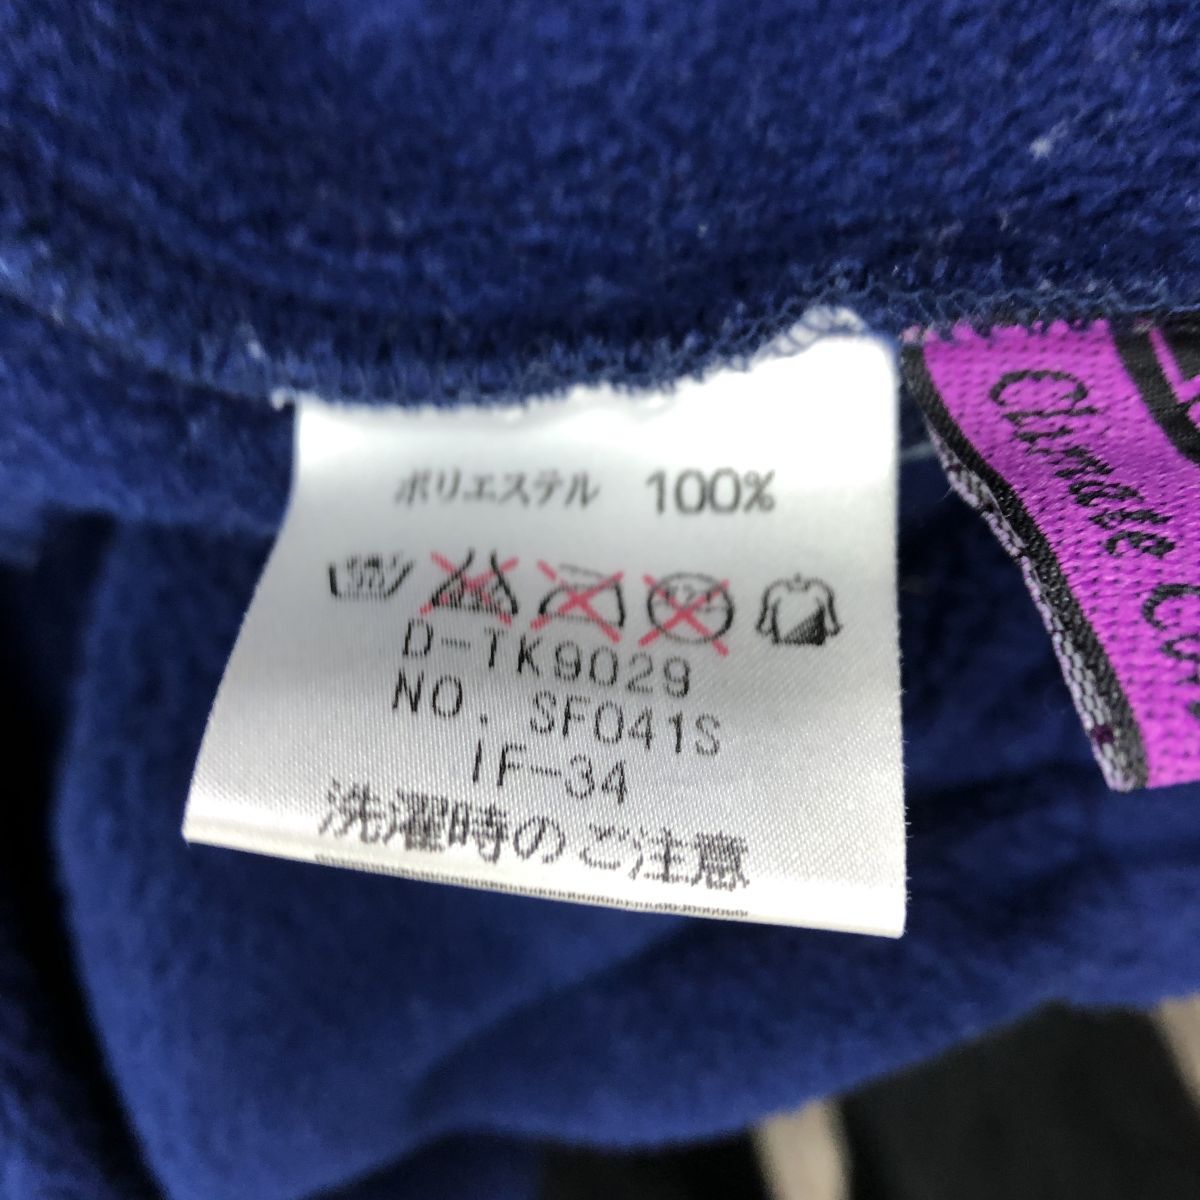 ポリエステル 100%
D-TK9029
NO. SF041S
IF-34
洗濯時のご注意
Climate